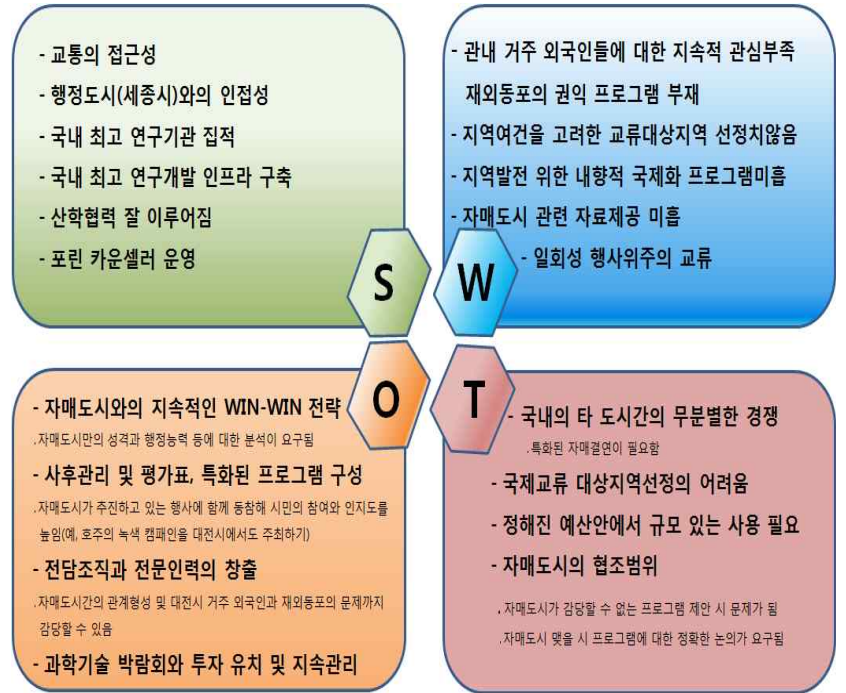 - 교통의 접근성
- 행정도시(세종시)와의 인접성
- 국내 최고 연구기관 집적
- 국내 최고 연구개발 인프라 구축
- 산학협력 잘 이루어짐
- 포린 카운셀러 운영
S
- 관내 거주 외국인들에 대한 지속적 관심부족
재외동포의 권익 프로그램 부재
- 지역여건을 고려한 교류대상지역 선정치않음
- 지역발전 위한 내향적 국제화 프로그램미흡
- 자매도시 관련 자료제공 미흡
- 일회성 행사위주의 교류
W
- 자매도시와의 지속적인 WIN-WIN 전략
.자매도시만의 성격과 행정능력 등에 대한 분석이 요구됨
- 사후관리 및 평가표, 특화된 프로그램 구성
.자매도시가 추진하고 있는 행사에 함께 동참해 시민의 참여와 인지도를
높임(예, 호주의 녹색 캠패인을 대전시에서도 주최하기)
- 전담조직과 전문인력의 창출
.자매도시간의 관계형성 및 대전시 거주 외국인과 재외동포의 문제까지
감당할 수 있음
- 과학기술 박람회와 투자 유치 및 지속관리
O
- 국내의 타 도시간의 무분별한 경쟁
.특화된 자매결연이 필요함
- 국제교류 대상지역선정의 어려움
- 정해진 예산안에서 규모 있는 사용 필요
- 자매도시의 협조범위
.자매도시가 감당할 수 없는 프로그램 제안 시 문제가 됨
.자매도시 맺을 시 프로그램에 대한 정확한 논의가 요구됨
T